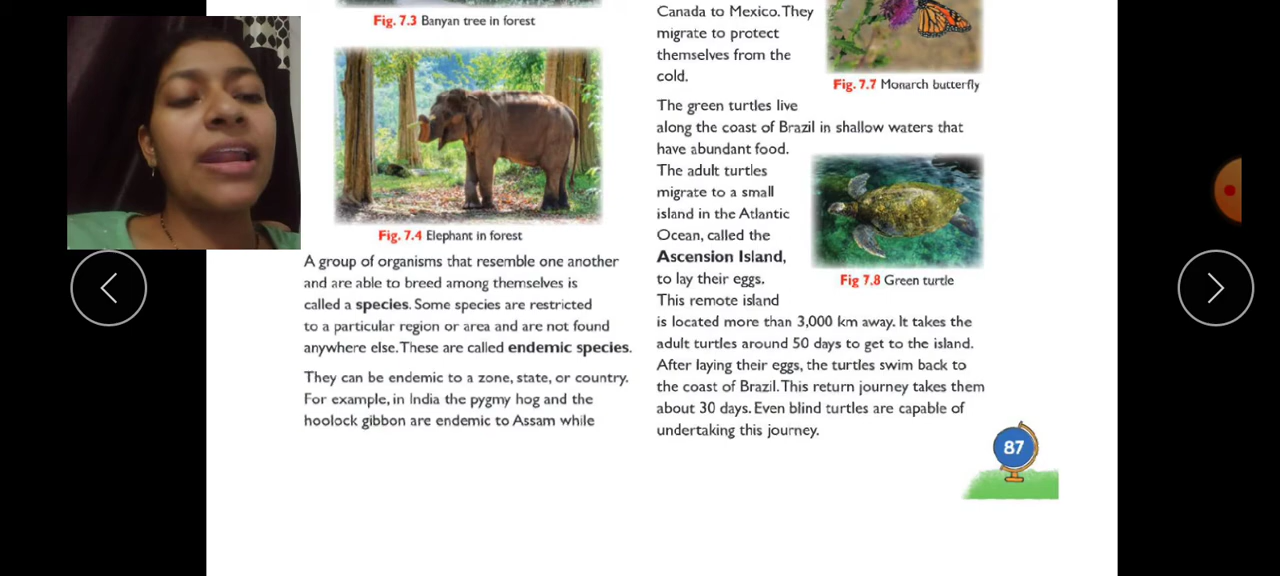 Fig. 7.3 Banyan tree in forest
Fig. 7.4 Elephant in forest
A group of organisms that resemble one another
and are able to breed among themselves is
called a species. Some species are restricted
to a particular region or area and are not found
anywhere else. These are called endemic species.
They can be endemic to a zone, state, or country.
For example, in India the pygmy hog and the
hoolock gibbon are endemic to Assam while
Canada to Mexico. They
migrate to protect
themselves from the
cold.
Fig. 7.7 Monarch butterfly
The green turtles live
along the coast of Brazil in shallow waters that
have abundant food.
The adult turtles
migrate to a small
island in the Atlantic
Ocean, called the
Ascension Island,
to lay their eggs.
Fig 7.8 Green turtle
This remote island
is located more than 3,000 km away. It takes the
adult turtles around 50 days to get to the island.
After laying their eggs, the turtles swim back to
the coast of Brazil. This return journey takes them
about 30 days. Even blind turtles are capable of
undertaking this journey.
87